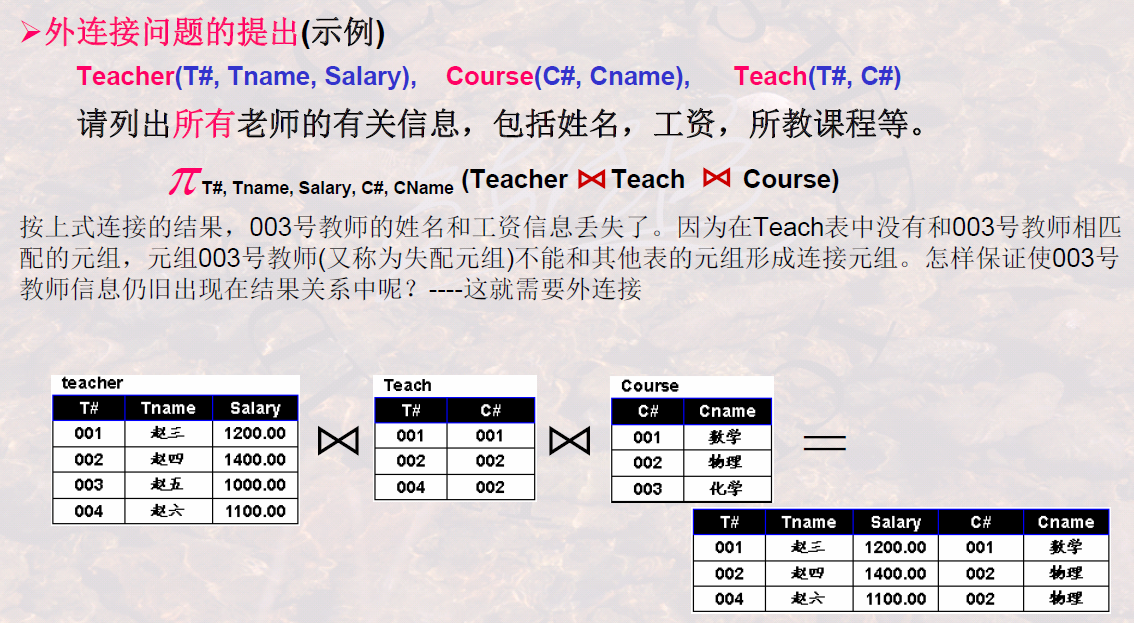 ➢外连接问题的提出(示例)
Teacher(T#, Tname, Salary), Course(C#, Cname), Teach(T#, C#)
请列出所有老师的有关信息，包括姓名，工资，所教课程等。
π T#, Tname, Salary, C#, CName (Teacher ⋈ Teach ⋈ Course)
按上式连接的结果，003号教师的姓名和工资信息丢失了。因为在Teach表中没有和003号教师相匹
配的元组，元组003号教师(又称为失配元组)不能和其他表的元组形成连接元组。怎样保证使003号
教师信息仍旧出现在结果关系中呢？----这就需要外连接
teacher
T# Tname Salary
001 赵三 1200.00
002 赵四 1400.00
003 赵五 1000.00
004 赵六 1100.00
⋈
Teach
T# C#
001 001
002 002
004 002
⋈
Course
C# Cname
001 数学
002 物理
003 化学
=
T# Tname Salary C# Cname
001 赵三 1200.00 001 数学
002 赵四 1400.00 002 物理
004 赵六 1100.00 002 物理